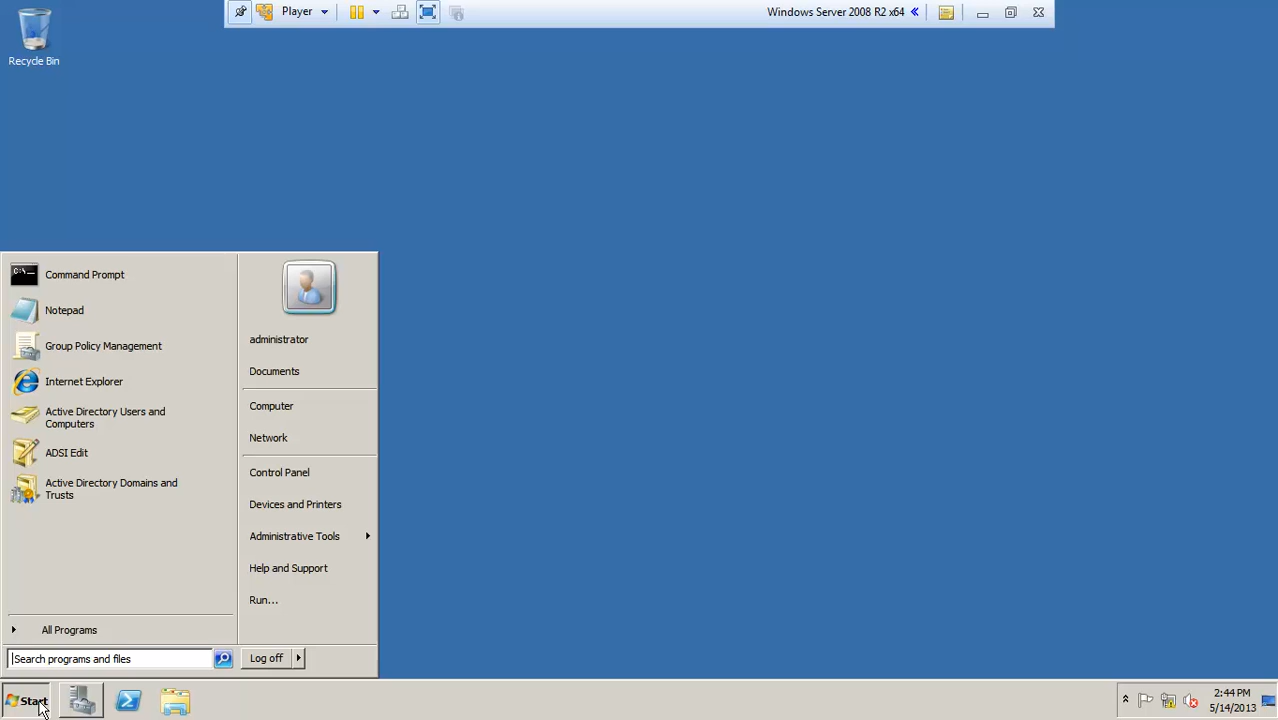 Player
Windows Server 2008 R2 x64
Recycle Bin
C:\
Command Prompt
Notepad
Group Policy Management
Internet Explorer
Active Directory Users and
Computers
ADSI Edit
Active Directory Domains and
Trusts
All Programs
Search programs and files
administrator
Documents
Computer
Network
Control Panel
Devices and Printers
Administrative Tools
Help and Support
Run...
Log off
Start
2:44 PM
5/14/2013